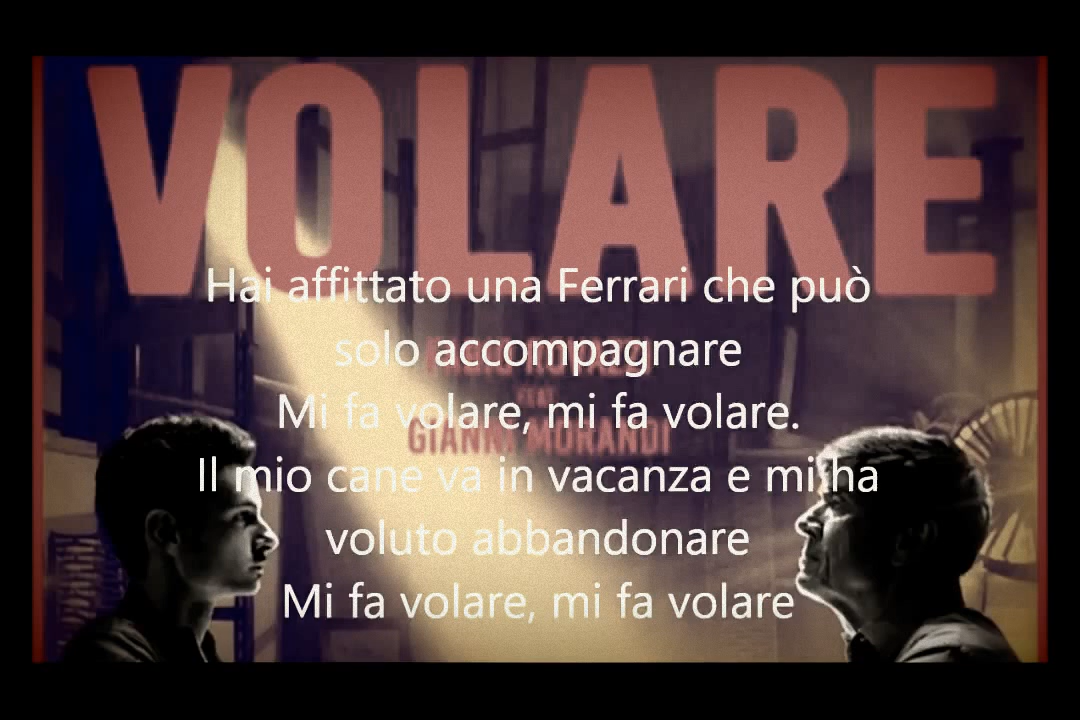 VOLARE
Hai affittato una Ferrari che può
solo accompagnare
FEAT
Mi fa volare, mi fa volare.
GIANNI MORANDI
Il mio cane va in vacanza e mi ha
voluto abbandonare
Mi fa volare, mi fa volare